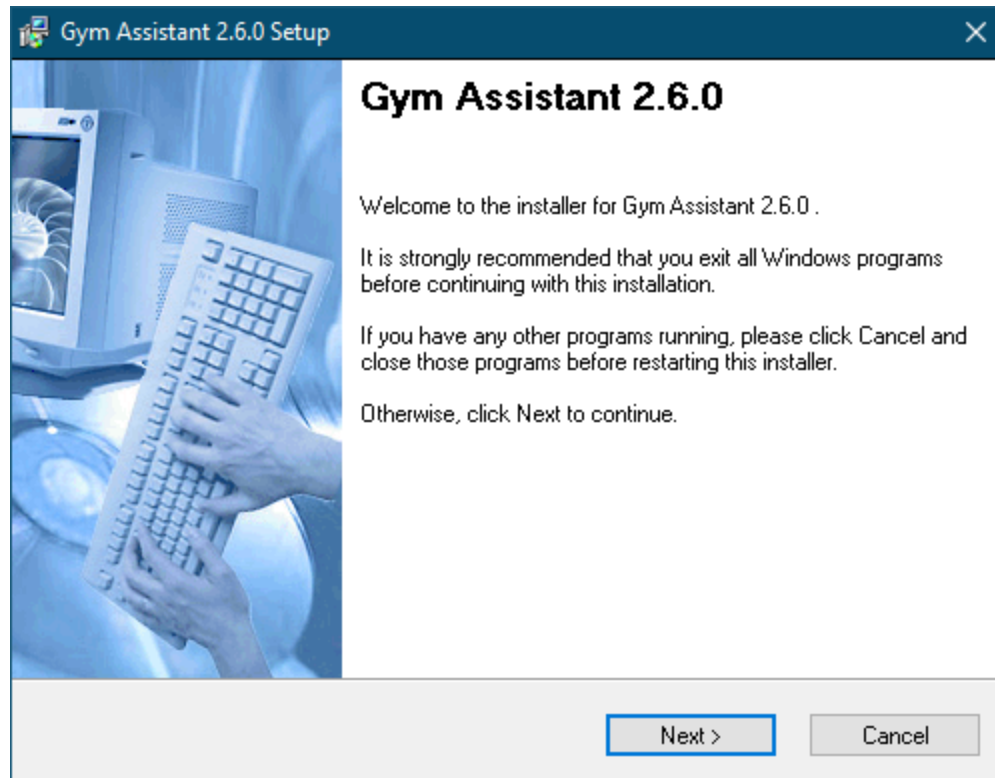 Gym Assistant 2.6.0 Setup
Gym Assistant 2.6.0
Welcome to the installer for Gym Assistant 2.6.0 .
It is strongly recommended that you exit all Windows programs
before continuing with this installation.
If you have any other programs running, please click Cancel and
close those programs before restarting this installer.
Otherwise, click Next to continue.
Next >
Cancel